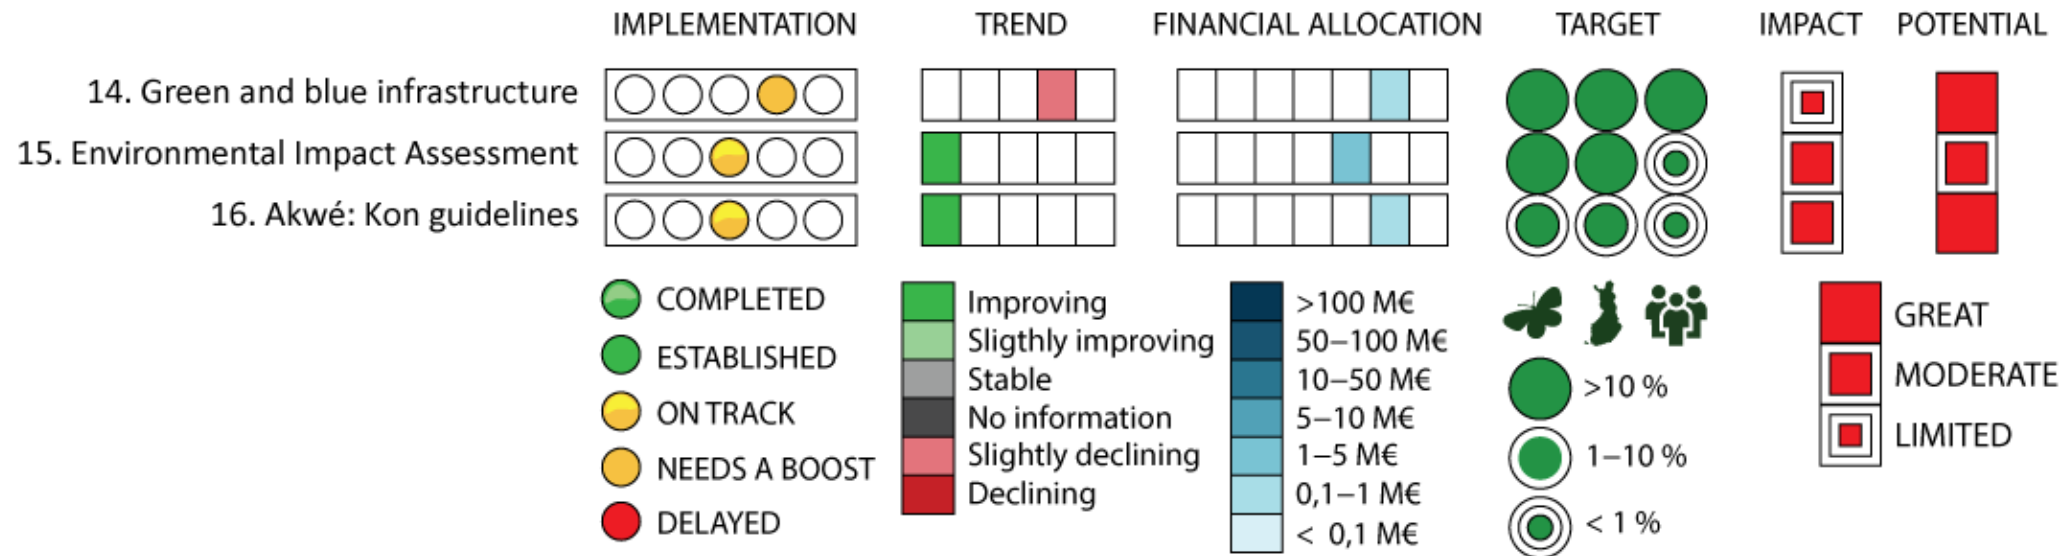 IMPLEMENTATION TREND FINANCIAL ALLOCATION TARGET IMPACT POTENTIAL
14. Green and blue infrastructure
15. Environmental Impact Assessment
16. Akwé: Kon guidelines
COMPLETED
ESTABLISHED
ON TRACK
NEEDS A BOOST
DELAYED
Improving
Sligthly improving
Stable
No information
Slightly declining
Declining
>100 M€
50–100 M€
10–50 M€
5–10 M€
1–5 M€
0,1–1 M€
< 0,1 M€
>10 %
1–10 %
< 1 %
GREAT
MODERATE
LIMITED